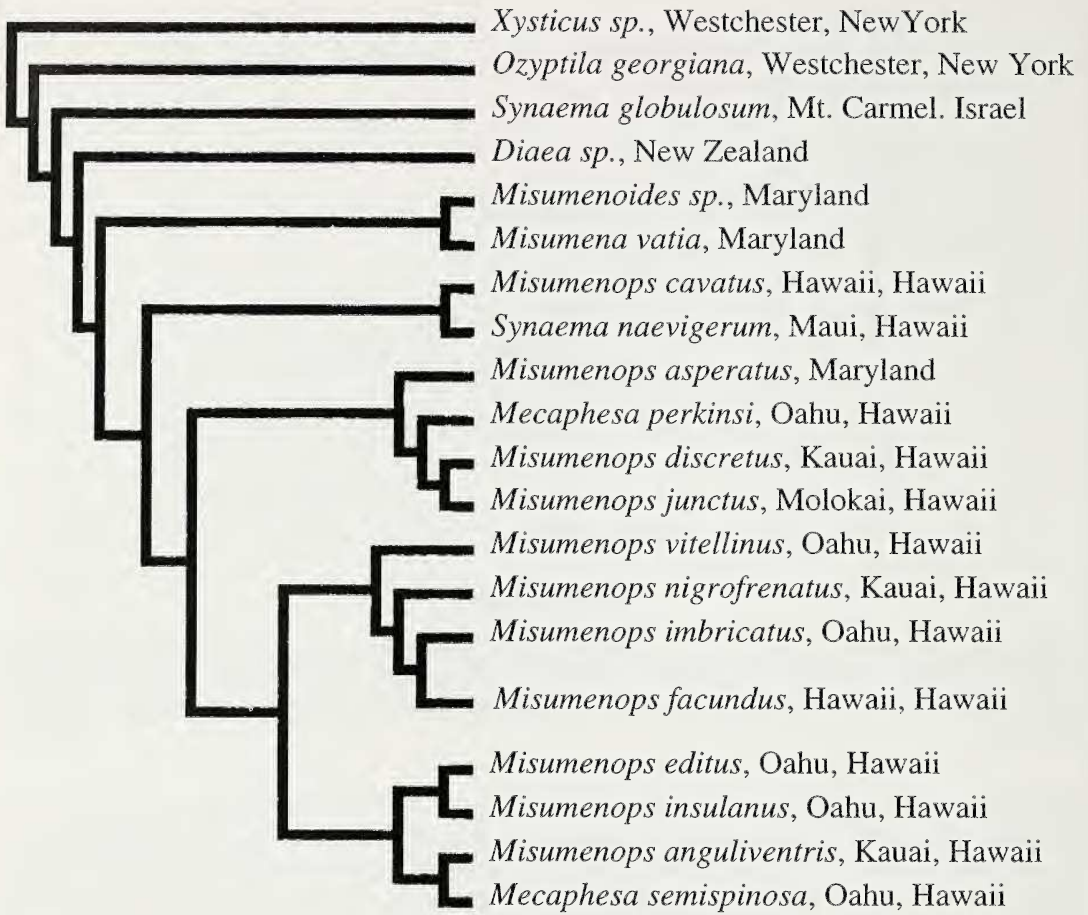 Xysticus sp., Westchester, NewYork
Ozyptila georgiana, Westchester, New York
Synaema globulosum, Mt. Carmel. Israel
Diaea sp., New Zealand
Misumenoides sp., Maryland
Misumena vatia, Maryland
Misumenops cavatus, Hawaii, Hawaii
Synaema naevigerum, Maui, Hawaii
Misumenops asperatus, Maryland
Mecaphesa perkinsi, Oahu, Hawaii
Misumenops discretus, Kauai, Hawaii
Misumenops junctus, Molokai, Hawaii
Misumenops vitellinus, Oahu, Hawaii
Misumenops nigrofrenatus, Kauai, Hawaii
Misumenops imbricatus, Oahu, Hawaii
Misumenops facundus, Hawaii, Hawaii
Misumenops editus, Oahu, Hawaii
Misumenops insulanus, Oahu, Hawaii
Misumenops anguliventris, Kauai, Hawaii
Mecaphesa semispinosa, Oahu, Hawaii